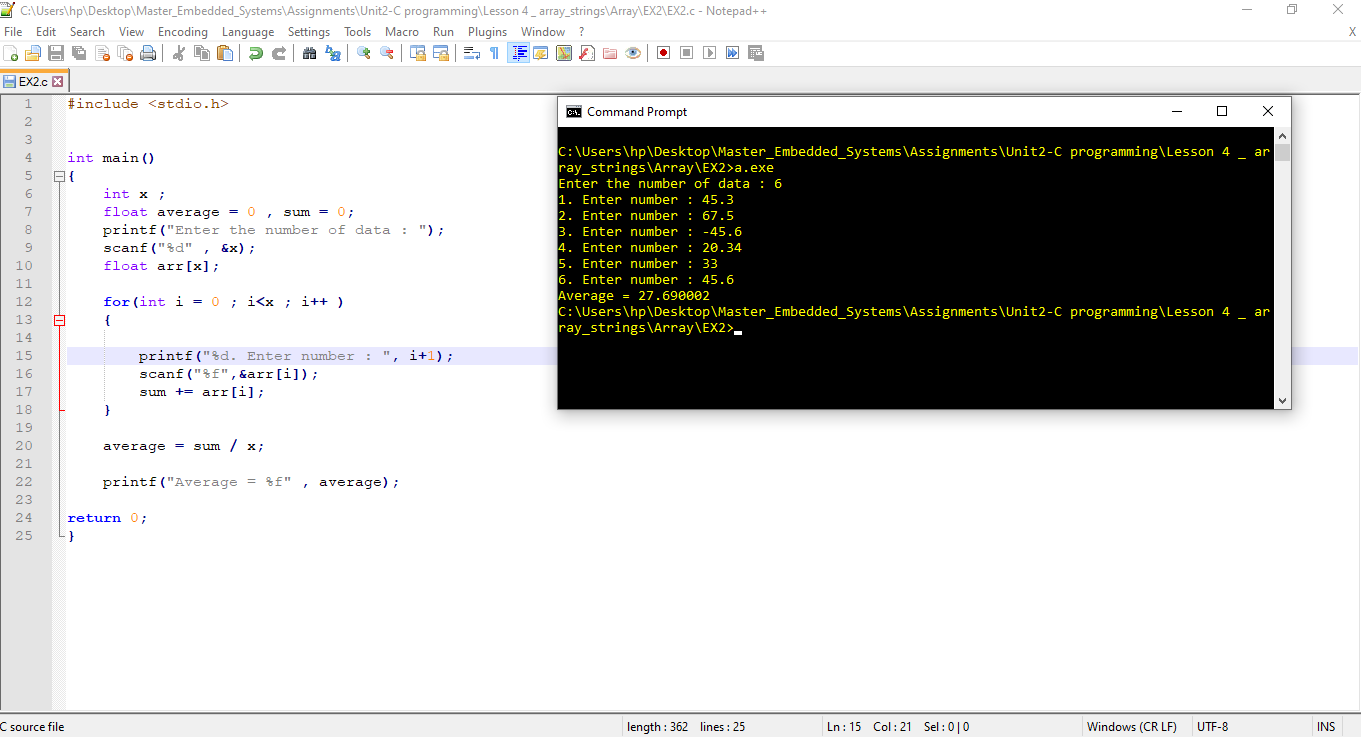 C:\Users\hp\Desktop\Master_Embedded_Systems\Assignments\Unit2-C programming\Lesson 4 _ array_strings\Array\EX2\EX2.c - Notepad++
File Edit Search View Encoding Language Settings Tools Macro Run Plugins Window ? X
EX2.c
1 #include <stdio.h>
2
3
4 int main()
5 {
6 int x ;
7 float average = 0 , sum = 0;
8 printf("Enter the number of data : ");
9 scanf("%d" , &x);
10 float arr[x];
11
12 for(int i = 0 ; i<x ; i++ )
13 {
14
15 printf("%d. Enter number : ", i+1);
16 scanf("%f",&arr[i]);
17 sum += arr[i];
18 }
19
20 average = sum / x;
21
22 printf("Average = %f" , average);
23
24 return 0;
25 }
Command Prompt
C:\Users\hp\Desktop\Master_Embedded_Systems\Assignments\Unit2-C programming\Lesson 4 _ ar
ray_strings\Array\EX2>a.exe
Enter the number of data : 6
1. Enter number : 45.3
2. Enter number : 67.5
3. Enter number : -45.6
4. Enter number : 20.34
5. Enter number : 33
6. Enter number : 45.6
Average = 27.690002
C:\Users\hp\Desktop\Master_Embedded_Systems\Assignments\Unit2-C programming\Lesson 4 _ ar
ray_strings\Array\EX2>
C source file length : 362 lines : 25 Ln : 15 Col : 21 Sel : 0 | 0 Windows (CR LF) UTF-8 INS